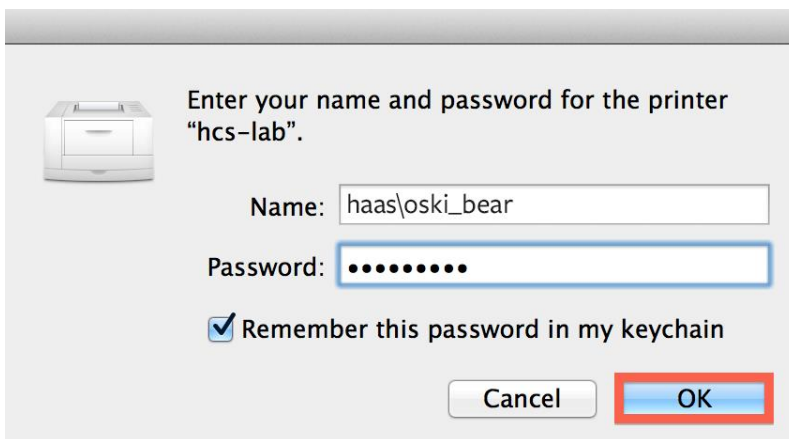 Enter your name and password for the printer
“hcs-lab”.
Name: haas\oski_bear
Password: •••••••••
Remember this password in my keychain
Cancel OK